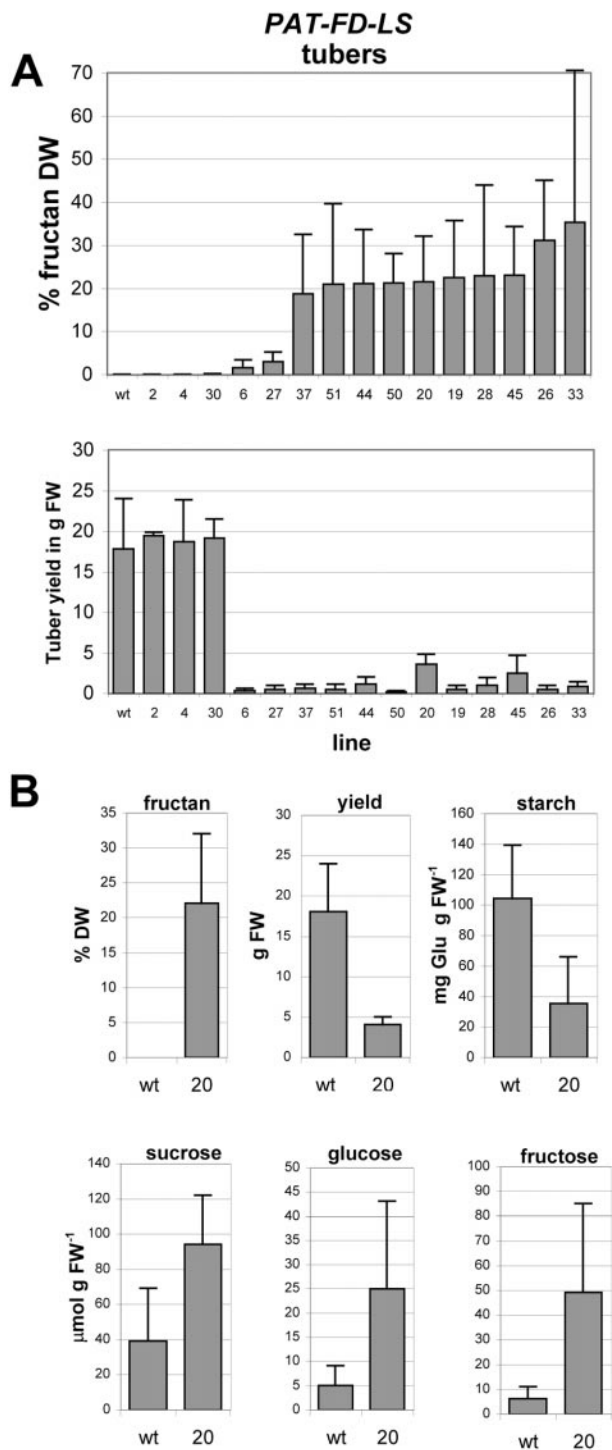 PAT-FD-LS
tubers
A
% fructan DW
70
60
50
40
30
20
10
0
wt 2 4 30 6 27 37 51 44 50 20 19 28 45 26 33
Tuber yield in g FW
30
25
20
15
10
5
0
wt 2 4 30 6 27 37 51 44 50 20 19 28 45 26 33
line
B
fructan
% DW
35
30
25
20
15
10
5
0
wt 20
yield
g FW
30
25
20
15
10
5
0
wt 20
starch
mg Glu g FW⁻¹
160
140
120
100
80
60
40
20
0
wt 20
sucrose
µmol g FW⁻¹
140
120
100
80
60
40
20
0
wt 20
glucose
50
45
40
35
30
25
20
15
10
5
0
wt 20
fructose
100
90
80
70
60
50
40
30
20
10
0
wt 20